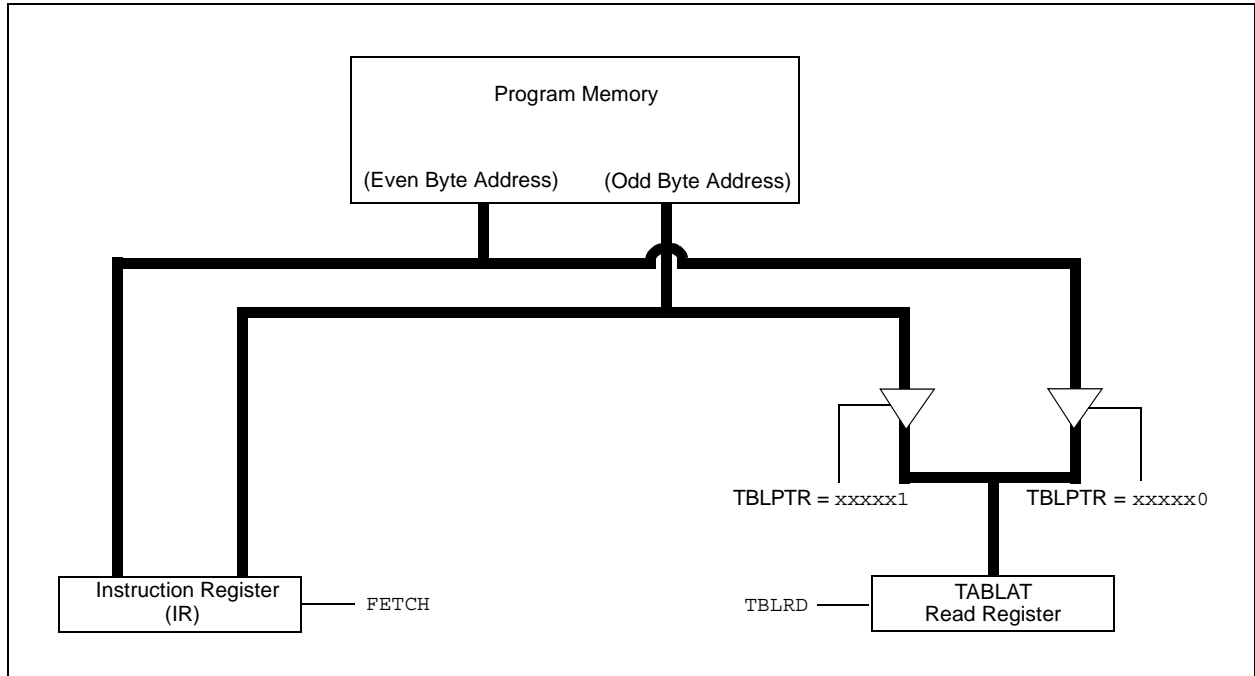 Program Memory
(Even Byte Address)
(Odd Byte Address)
TBLPTR = xxxxx1
TBLPTR = xxxxx0
Instruction Register
(IR)
FETCH
TBLRD
TABLAT
Read Register